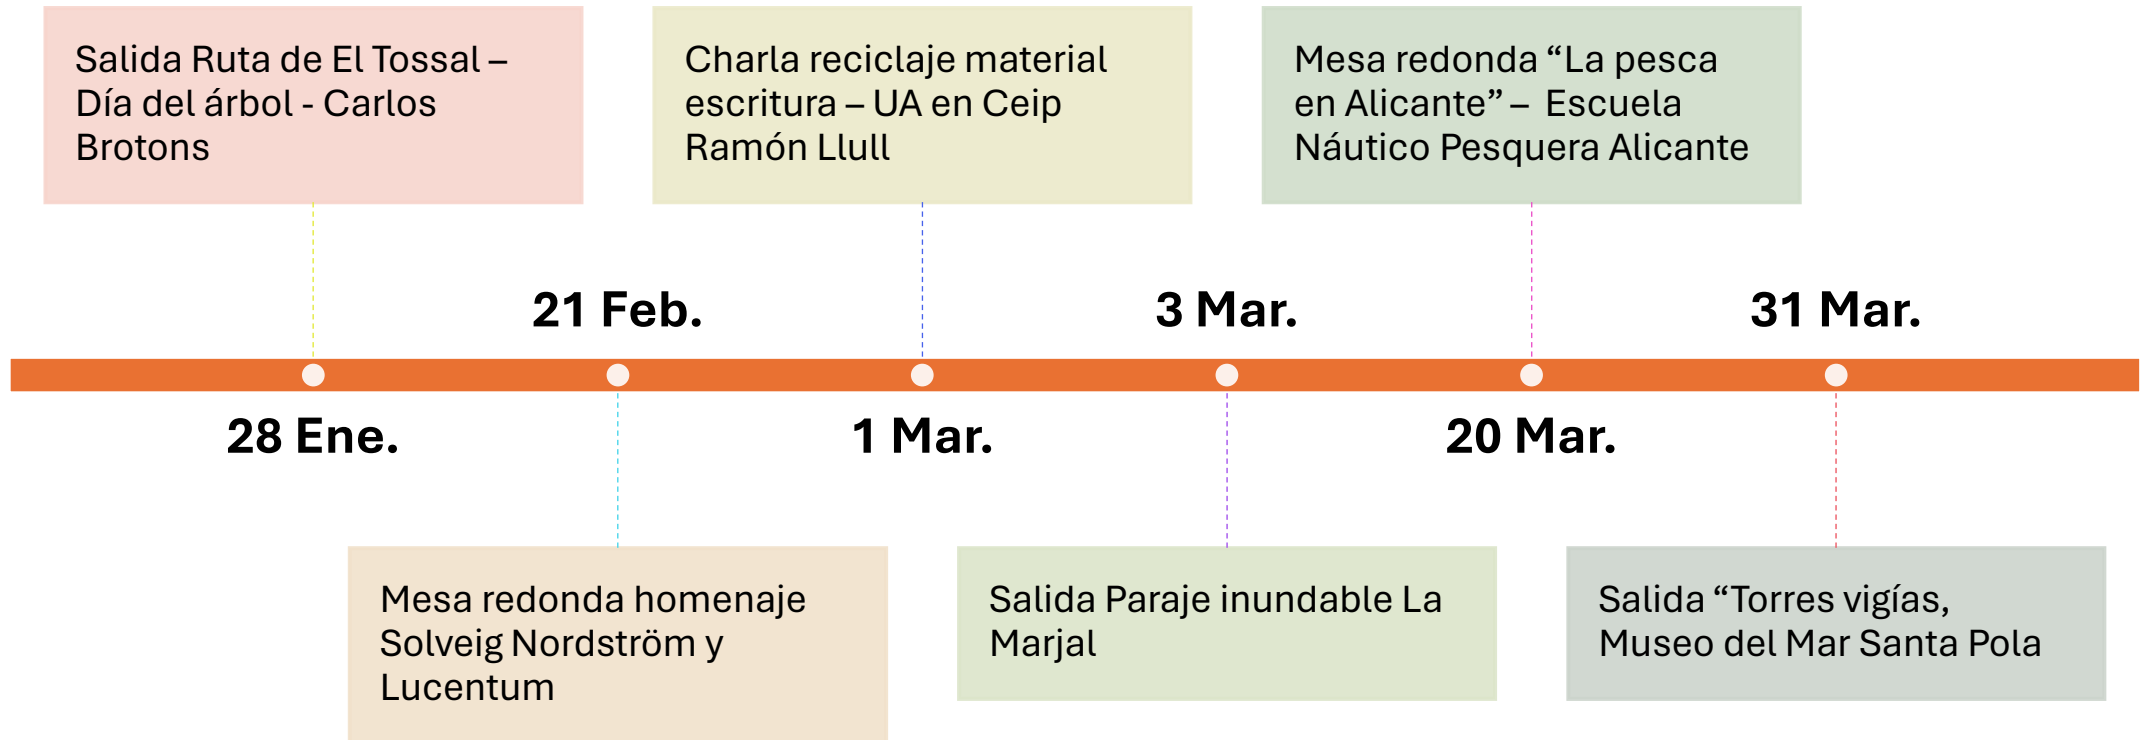 Salida Ruta de El Tossal –
Día del árbol - Carlos
Brotons
Charla reciclaje material
escritura – UA en Ceip
Ramón Llull
Mesa redonda “La pesca
en Alicante” – Escuela
Náutico Pesquera Alicante
21 Feb.
3 Mar.
31 Mar.
28 Ene.
1 Mar.
20 Mar.
Mesa redonda homenaje
Solveig Nordström y
Lucentum
Salida Paraje inundable La
Marjal
Salida “Torres vigías,
Museo del Mar Santa Pola